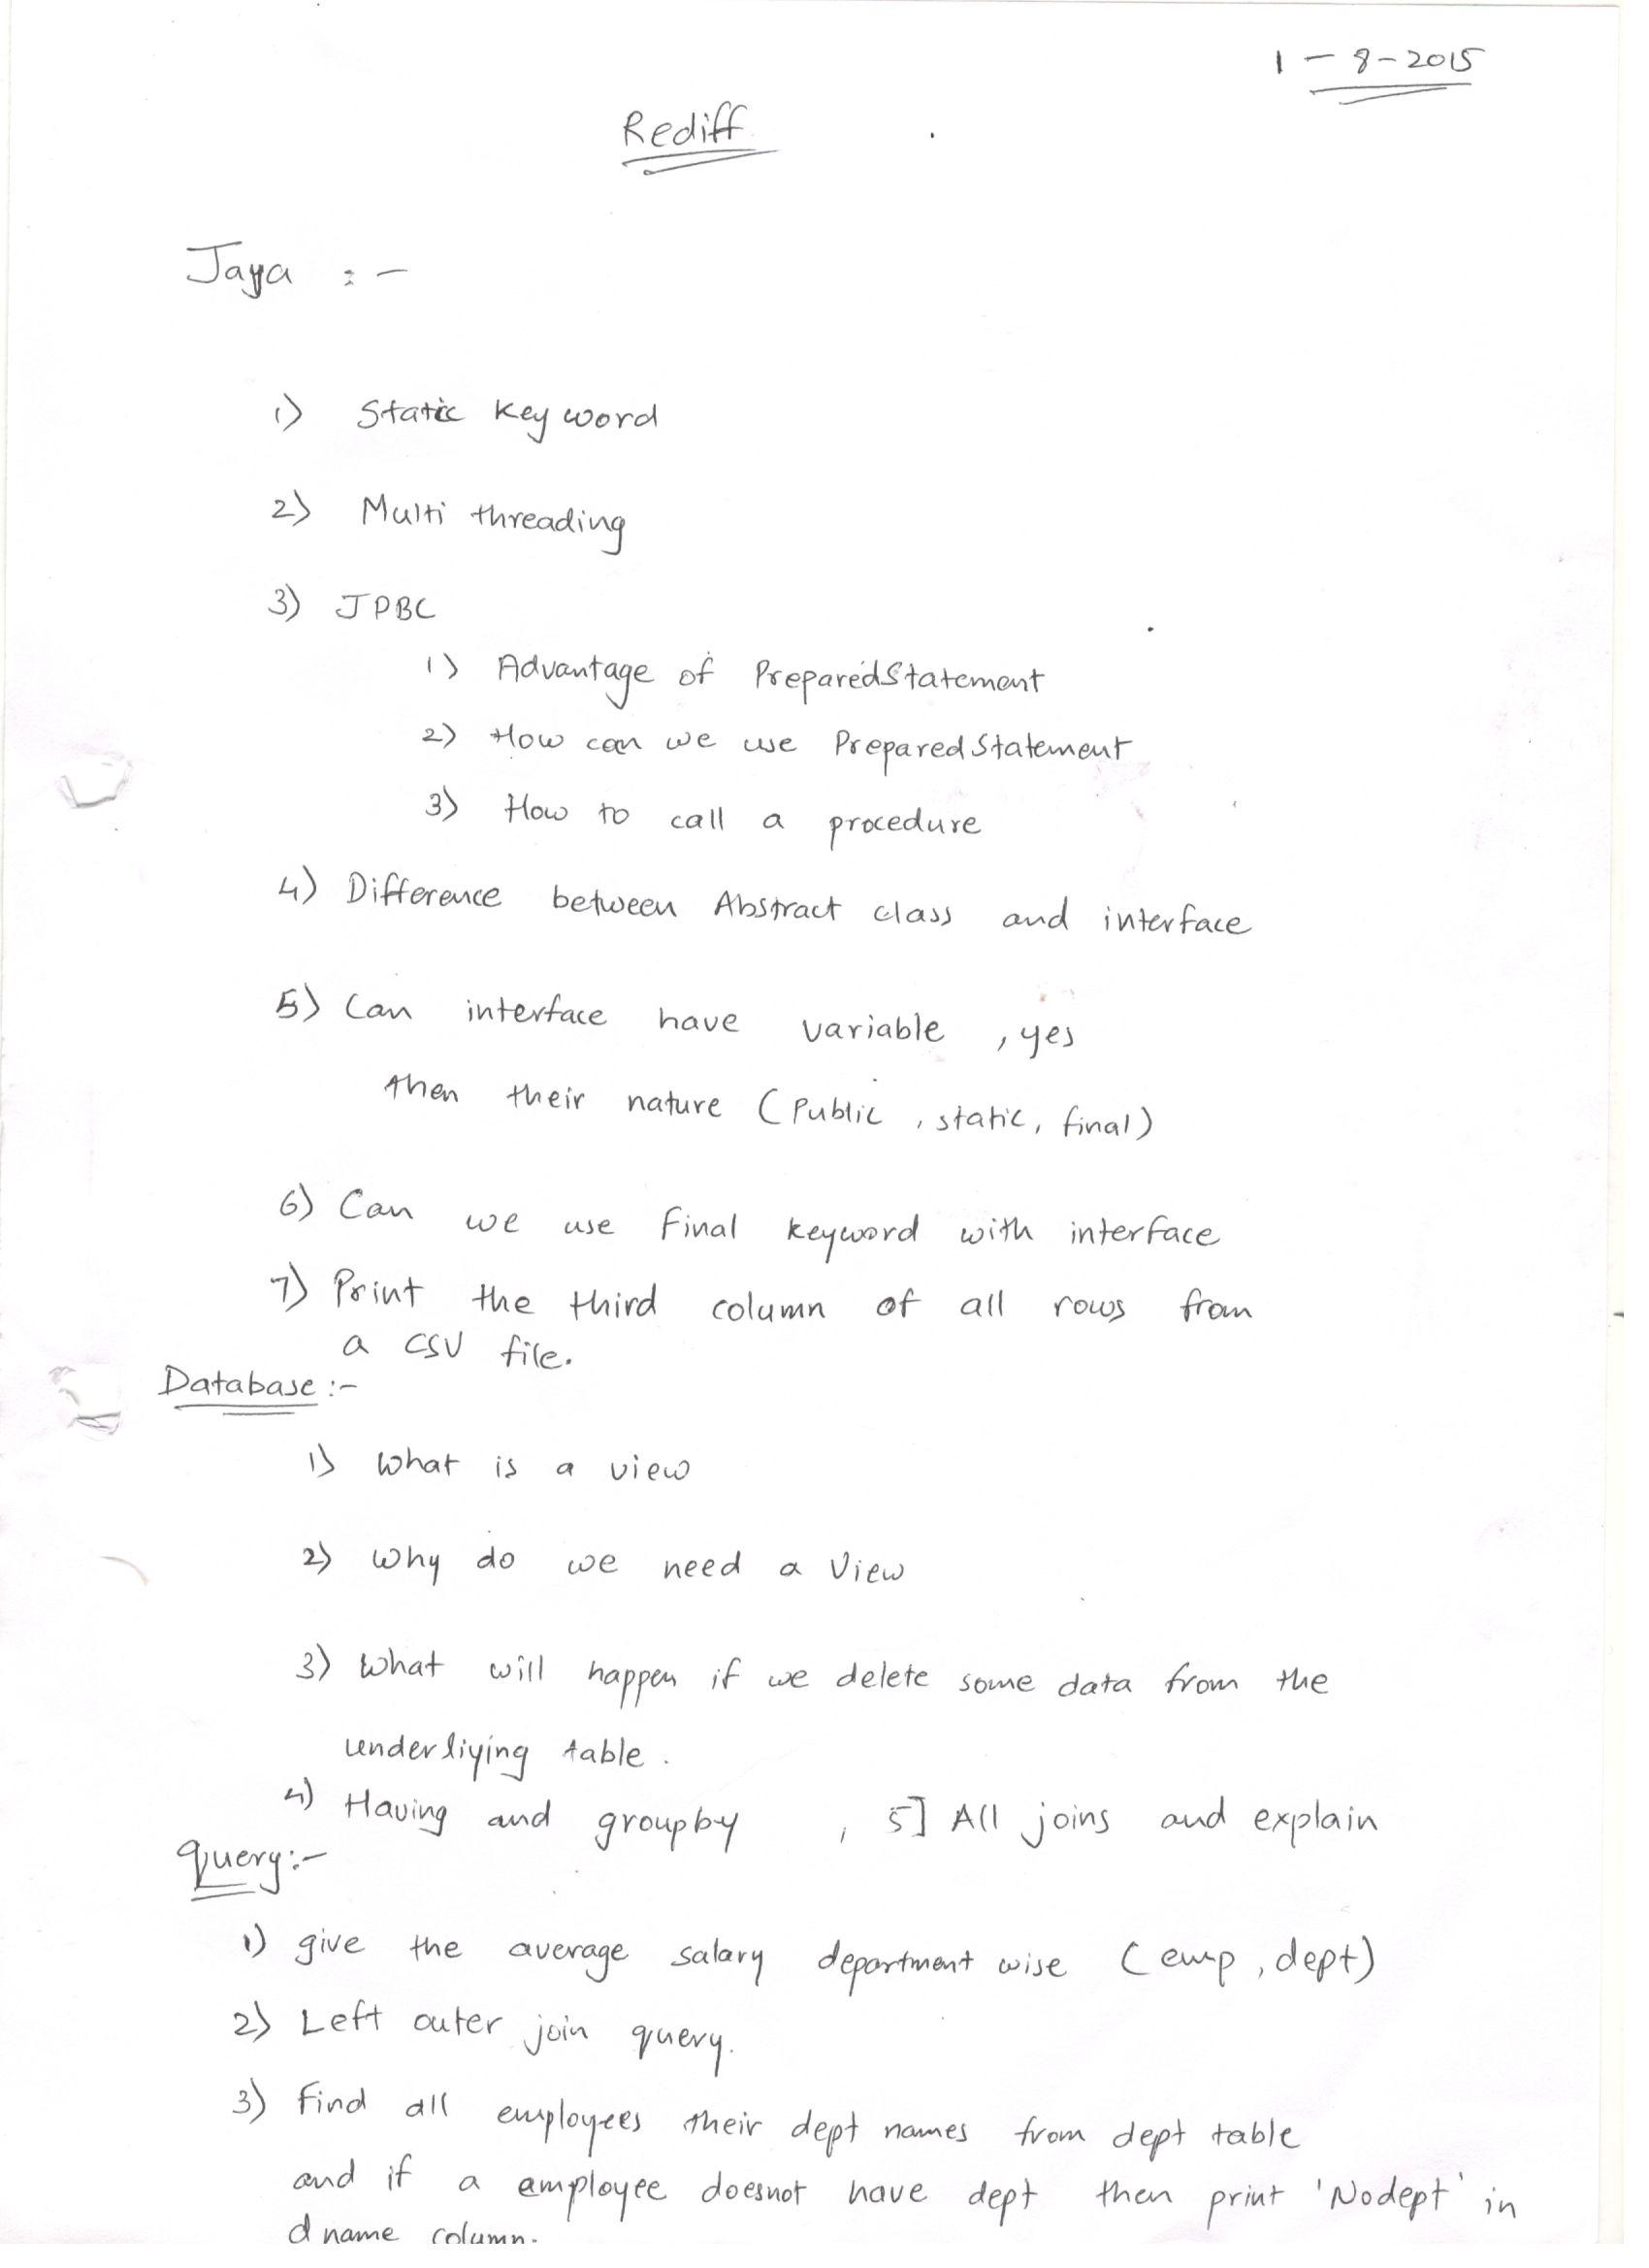 1 - 8 - 2015
Rediff
Jaya :-
1) Static Key word
2) Multi threading
3) JDBC
1) Advantage of PreparedStatement
2) How can we use PreparedStatement
3) How to call a procedure
4) Difference between Abstract class and interface
5) Can interface have variable , yes
then their nature (Public , static, final)
6) Can we use final keyword with interface
7) Print the third column of all rows from
a CSV file.
Database :-
1) What is a view
2) Why do we need a View
3) What will happen if we delete some data from the
underliying table .
4) Having and groupby , 5] All joins and explain
query:-
1) give the average salary department wise (emp , dept)
2) Left outer join query.
3) Find all employees their dept names from dept table
and if a employee doesnot have dept then print 'Nodept' in
dname column.